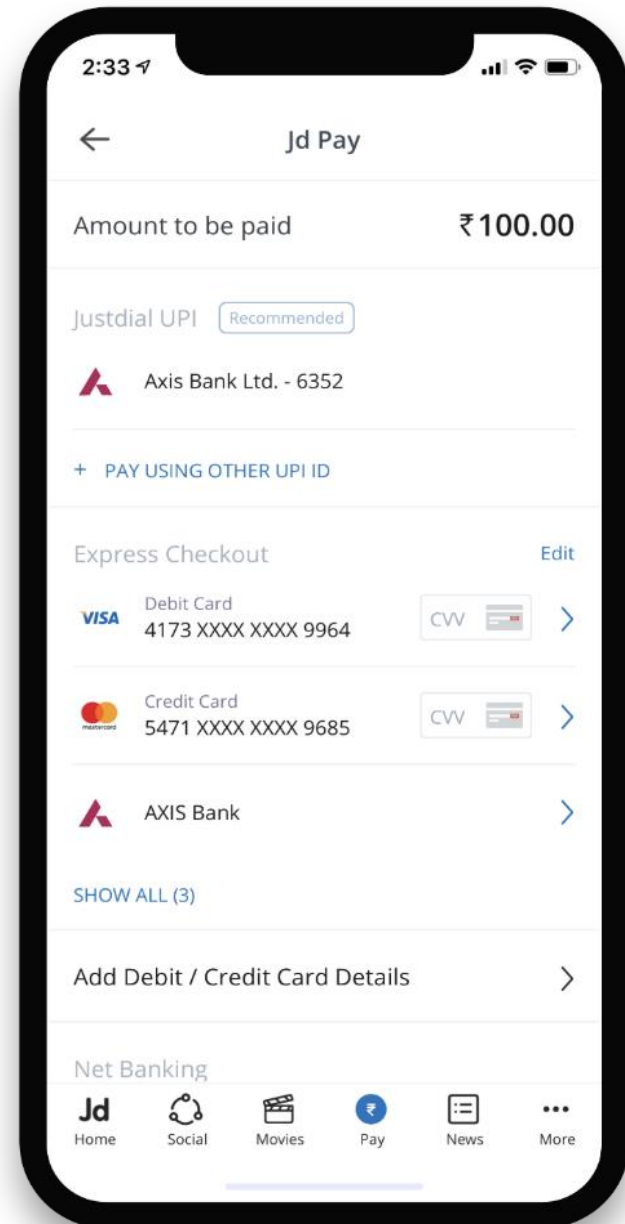 2:33
Jd Pay
Amount to be paid ₹100.00
Justdial UPI Recommended
Axis Bank Ltd. - 6352
+ PAY USING OTHER UPI ID
Express Checkout Edit
VISA Debit Card
4173 XXXX XXXX 9964 CVV
mastercard Credit Card
5471 XXXX XXXX 9685 CVV
AXIS Bank
SHOW ALL (3)
Add Debit / Credit Card Details
Net Banking
Jd ₹
Home Social Movies Pay News More